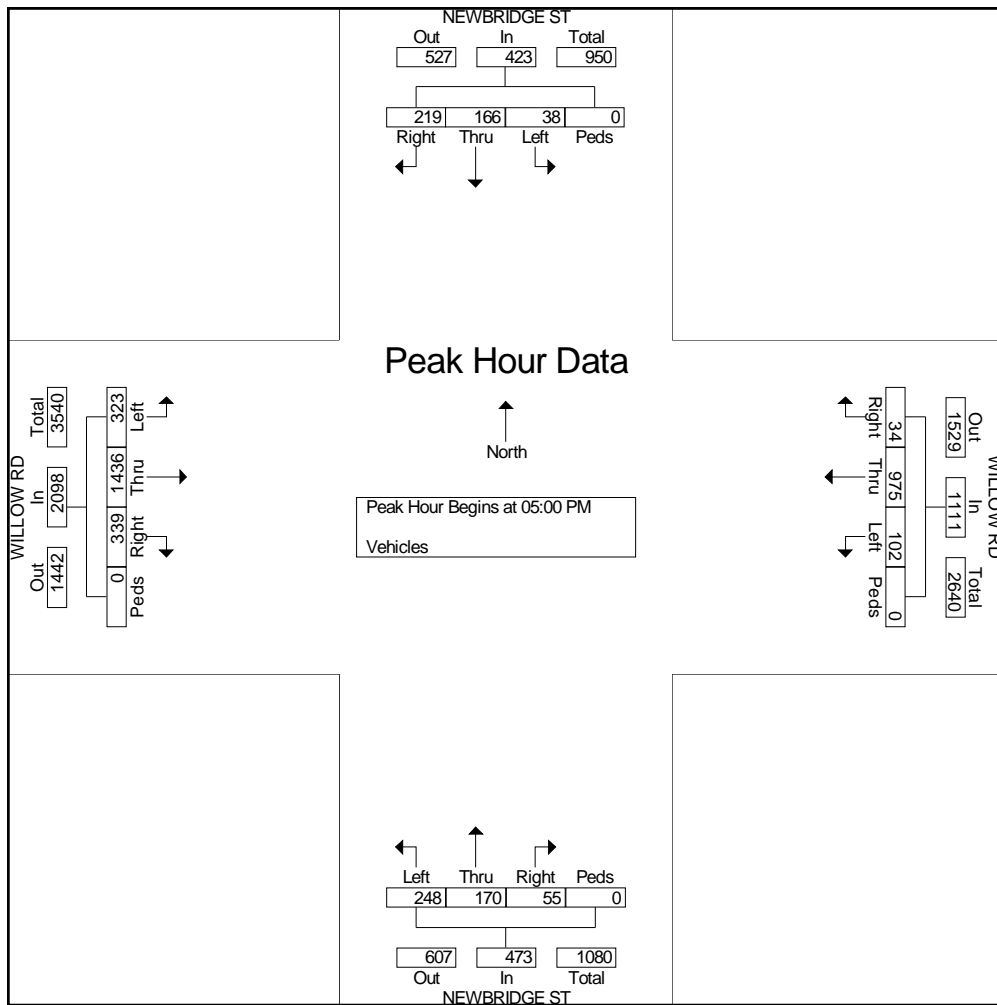 NEWBRIDGE ST
Out In Total
527 423 950
219 166 38 0
Right Thru Left Peds
Peak Hour Data
North
Peak Hour Begins at 05:00 PM
Vehicles
WILLOW RD
Out In Total
1442 2098 3540
0 339 1436 323
Peds Right Thru Left
WILLOW RD
Out In Total
1529 1111 2640
34 975 102 0
Right Thru Left Peds
Left Thru Right Peds
248 170 55 0
607 473 1080
Out In Total
NEWBRIDGE ST